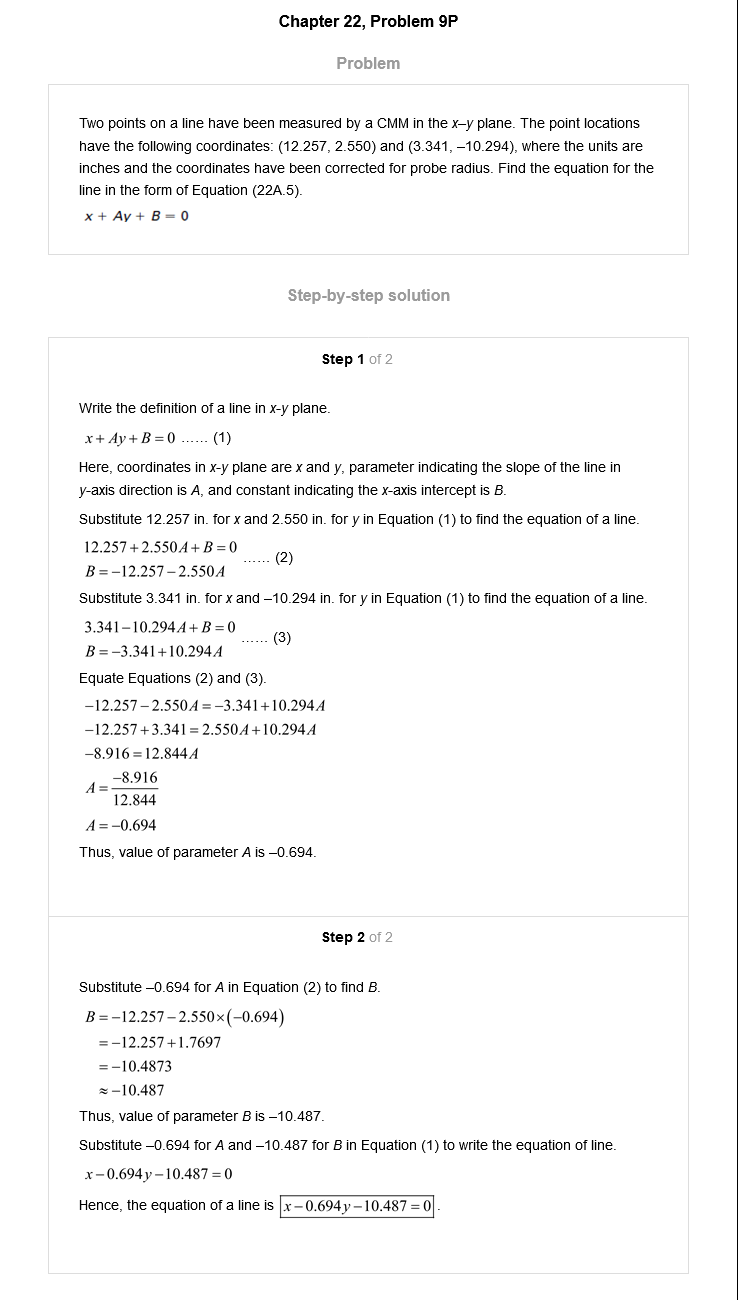 Chapter 22, Problem 9P
Problem
Two points on a line have been measured by a CMM in the x–y plane. The point locations
have the following coordinates: (12.257, 2.550) and (3.341, –10.294), where the units are
inches and the coordinates have been corrected for probe radius. Find the equation for the
line in the form of Equation (22A.5).
x + Ay + B = 0
Step-by-step solution
Step 1 of 2
Write the definition of a line in x-y plane.
x + Ay + B = 0 ...... (1)
Here, coordinates in x-y plane are x and y, parameter indicating the slope of the line in
y-axis direction is A, and constant indicating the x-axis intercept is B.
Substitute 12.257 in. for x and 2.550 in. for y in Equation (1) to find the equation of a line.
12.257 + 2.550A + B = 0
B = −12.257 − 2.550A ...... (2)
Substitute 3.341 in. for x and –10.294 in. for y in Equation (1) to find the equation of a line.
3.341 − 10.294A + B = 0
B = −3.341 + 10.294A ...... (3)
Equate Equations (2) and (3).
−12.257 − 2.550A = −3.341 + 10.294A
−12.257 + 3.341 = 2.550A + 10.294A
−8.916 = 12.844A
A = −8.916 / 12.844
A = −0.694
Thus, value of parameter A is –0.694.
Step 2 of 2
Substitute –0.694 for A in Equation (2) to find B.
B = −12.257 − 2.550 × (−0.694)
= −12.257 + 1.7697
= −10.4873
≈ −10.487
Thus, value of parameter B is –10.487.
Substitute –0.694 for A and –10.487 for B in Equation (1) to write the equation of line.
x − 0.694y − 10.487 = 0
Hence, the equation of a line is x − 0.694y − 10.487 = 0.